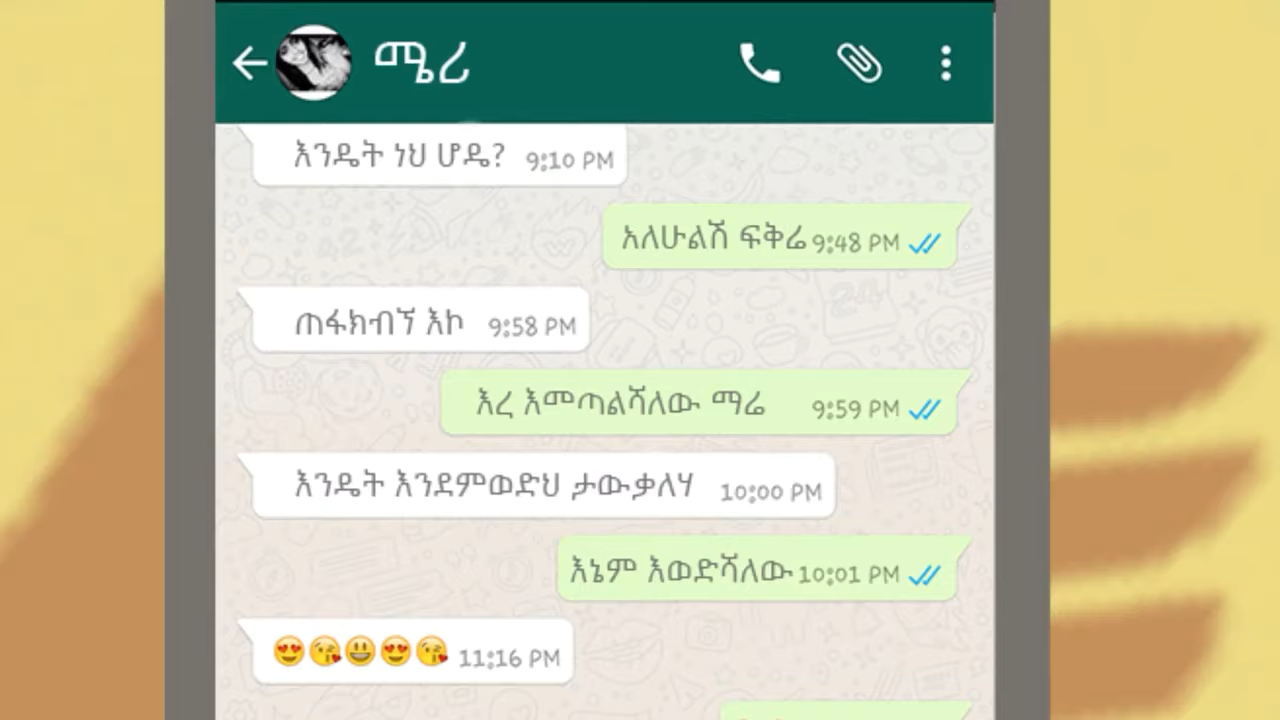 ሜሪ
እንዴት ነህ ሆዴ? 9:10 PM
አለሁልሽ ፍቅሬ 9:48 PM
ጠፋክብኝ እኮ 9:58 PM
እረ እመጣልሻለው ማሬ 9:59 PM
እንዴት እንደምወድህ ታውቃለሃ 10:00 PM
እኔም እወድሻለው 10:01 PM
😍😘😃😍😘 11:16 PM